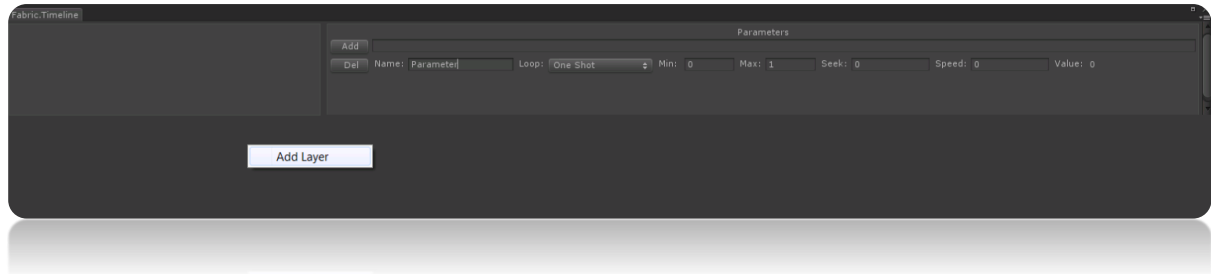 Fabric.Timeline
Parameters
Add
Del Name: Parameter Loop: One Shot Min: 0 Max: 1 Seek: 0 Speed: 0 Value: 0
Add Layer